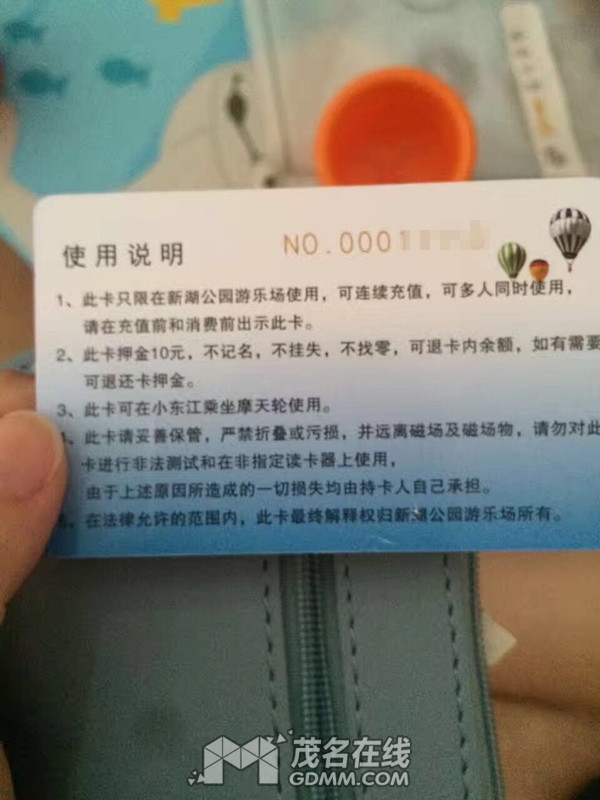 使用说明
NO.0001
1、此卡只限在新湖公园游乐场使用，可连续充值，可多人同时使用，
请在充值前和消费前出示此卡。
2、此卡押金10元，不记名，不挂失，不找零，可退卡内余额，如有需要
可退还卡押金。
3、此卡可在小东江乘坐摩天轮使用。
、此卡请妥善保管，严禁折叠或污损，并远离磁场及磁场物，请勿对此
卡进行非法测试和在非指定读卡器上使用，
由于上述原因所造成的一切损失均由持卡人自己承担。
、在法律允许的范围内，此卡最终解释权归新湖公园游乐场所有。
茂名在线
GDMM.COM